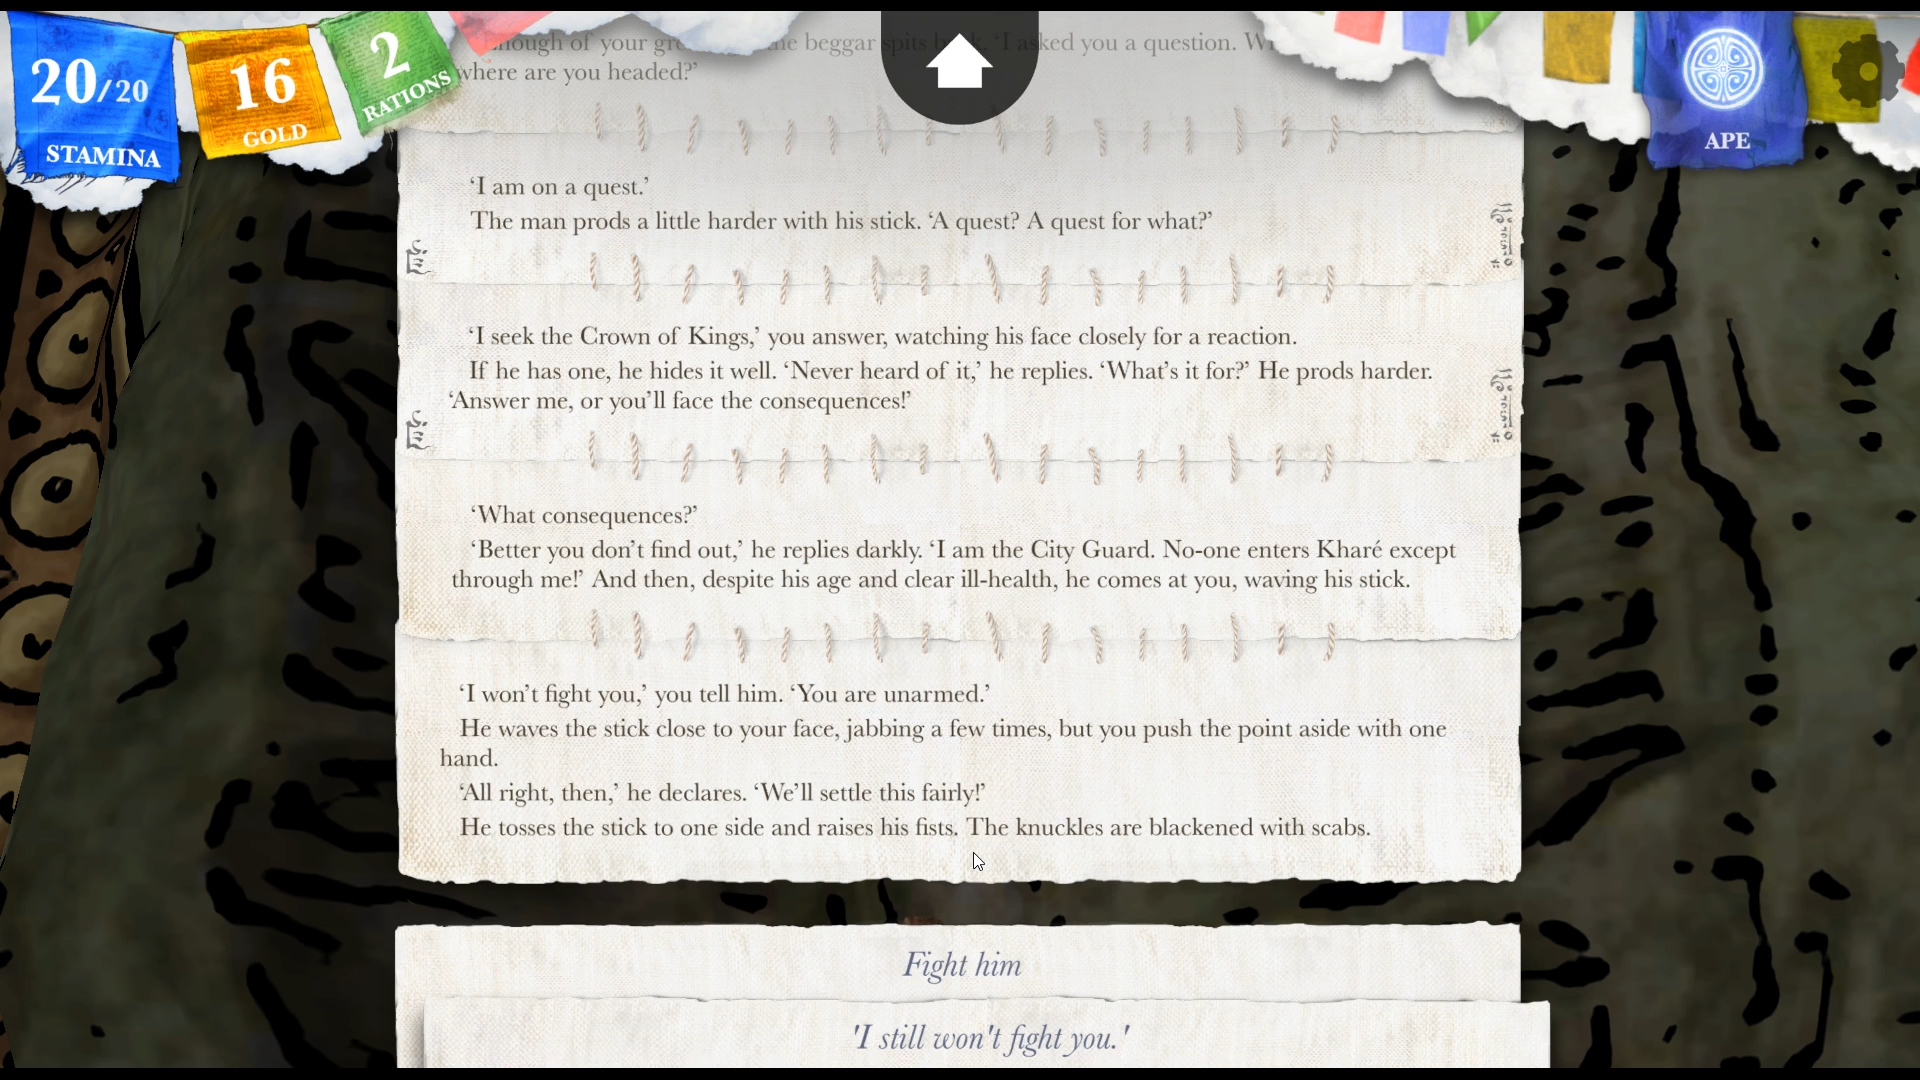 20/20
STAMINA
16
GOLD
2
RATIONS
APE
of your
beggar spits
‘I asked you a question.
where are you headed?’
‘I am on a quest.’
The man prods a little harder with his stick. ‘A quest? A quest for what?’
‘I seek the Crown of Kings,’ you answer, watching his face closely for a reaction.
If he has one, he hides it well. ‘Never heard of it,’ he replies. ‘What’s it for?’ He prods harder.
‘Answer me, or you’ll face the consequences!’
‘What consequences?’
‘Better you don’t find out,’ he replies darkly. ‘I am the City Guard. No-one enters Kharé except
through me!’ And then, despite his age and clear ill-health, he comes at you, waving his stick.
‘I won’t fight you,’ you tell him. ‘You are unarmed.’
He waves the stick close to your face, jabbing a few times, but you push the point aside with one
hand.
‘All right, then,’ he declares. ‘We’ll settle this fairly!’
He tosses the stick to one side and raises his fists. The knuckles are blackened with scabs.
Fight him
'I still won't fight you.'